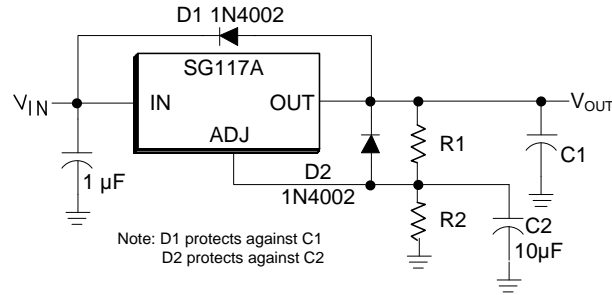 D1 1N4002
SG117A
VIN
IN
OUT
VOUT
ADJ
R1
C1
1 µF
D2
1N4002
R2
C2
10µF
Note: D1 protects against C1
D2 protects against C2